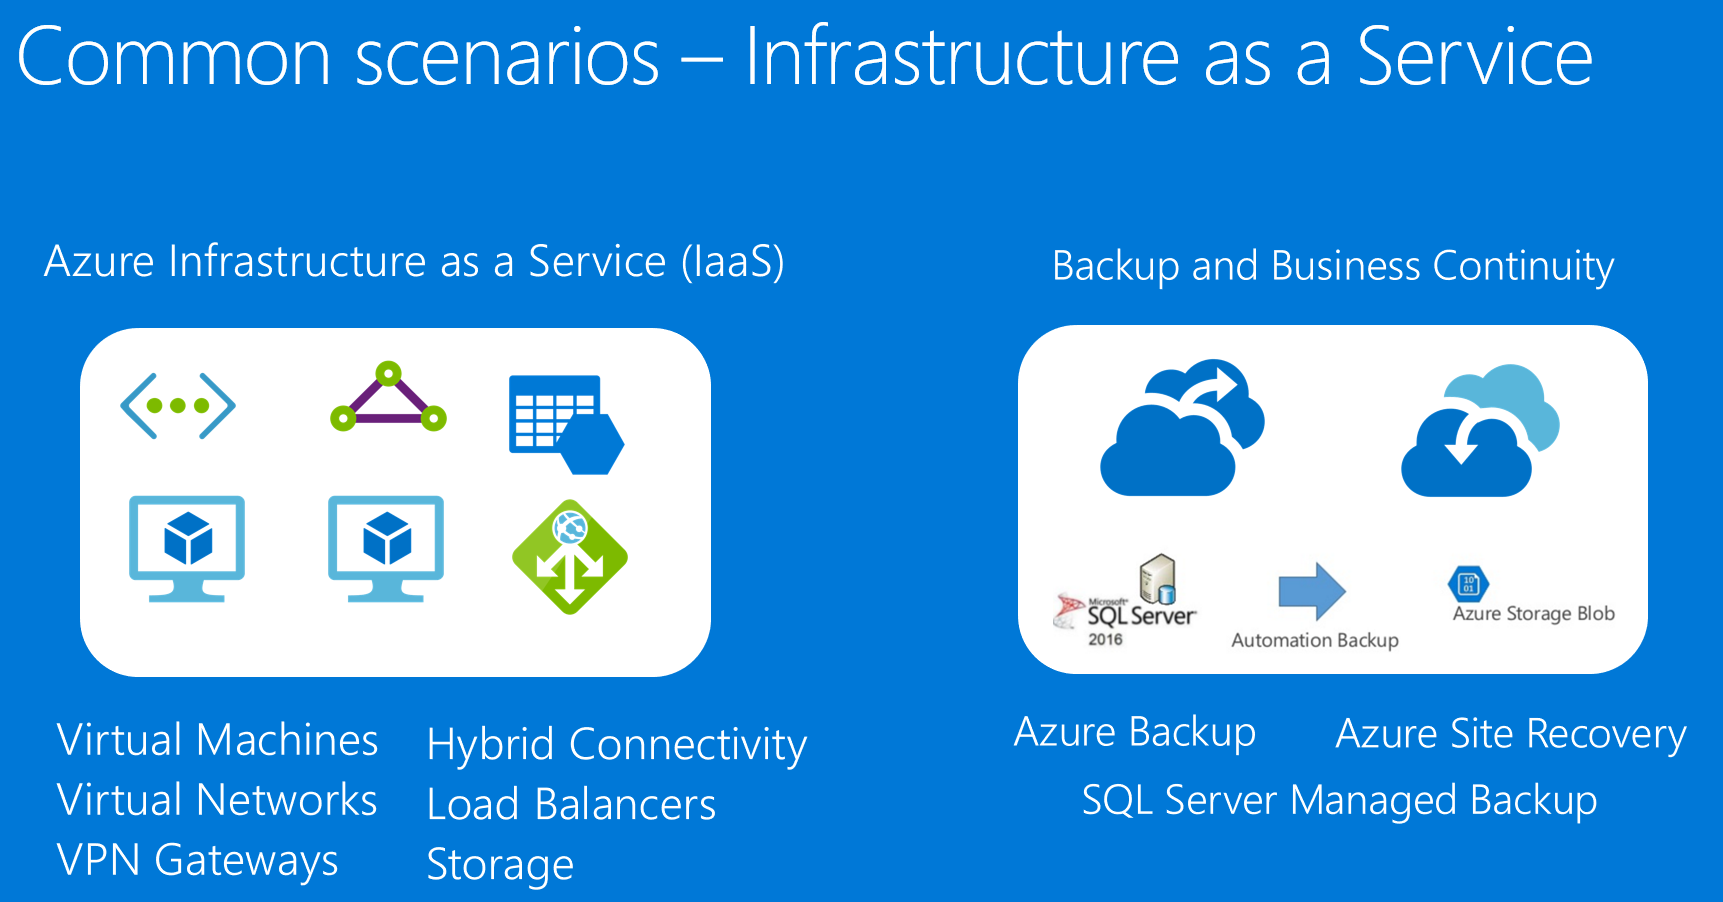 Common scenarios – Infrastructure as a Service
Azure Infrastructure as a Service (IaaS)
Virtual Machines
Virtual Networks
VPN Gateways
Hybrid Connectivity
Load Balancers
Storage
Backup and Business Continuity
Microsoft®
SQL Server
2016
Automation Backup
10
01
Azure Storage Blob
Azure Backup
Azure Site Recovery
SQL Server Managed Backup